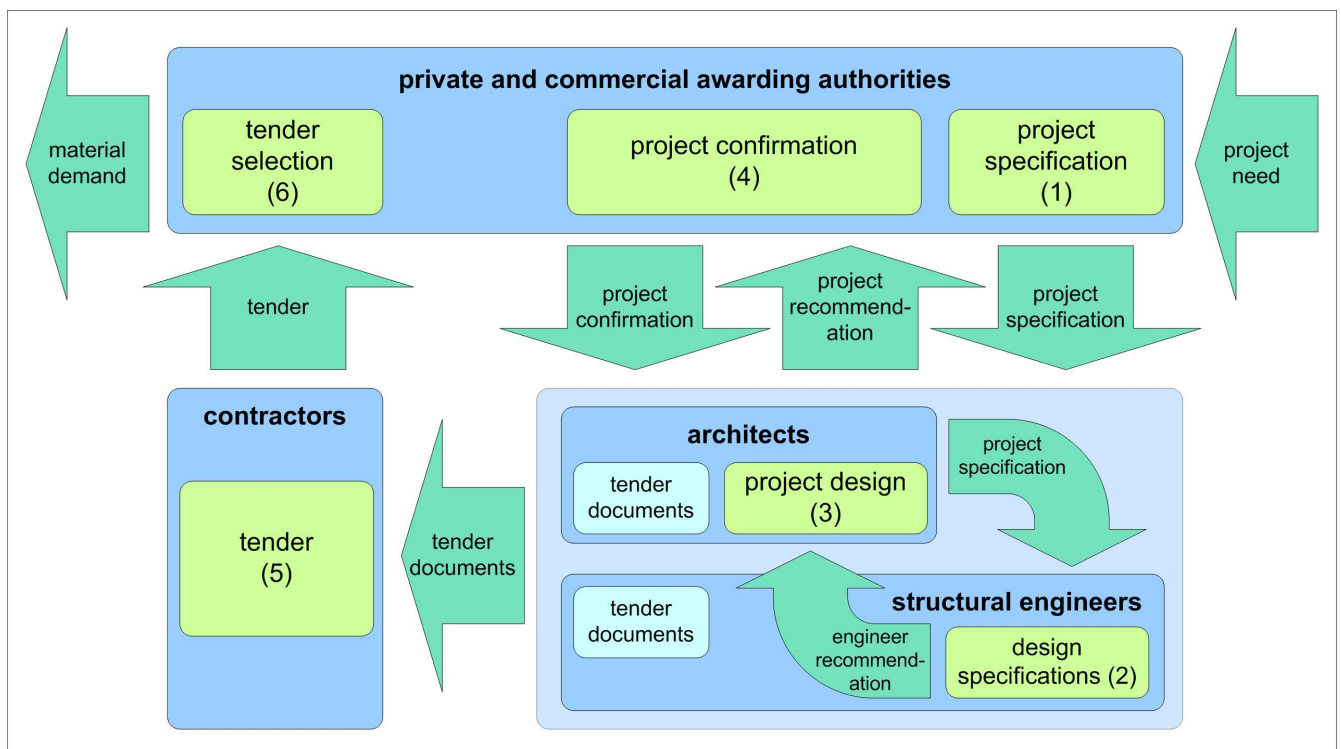 private and commercial awarding authorities
material
demand
tender
selection
(6)
project confirmation
(4)
project
specification
(1)
project
need
tender
project
confirmation
project
recommend-
ation
project
specification
contractors
tender
(5)
tender
documents
architects
tender
documents
project design
(3)
project
specification
structural engineers
tender
documents
engineer
recommend-
ation
design
specifications (2)